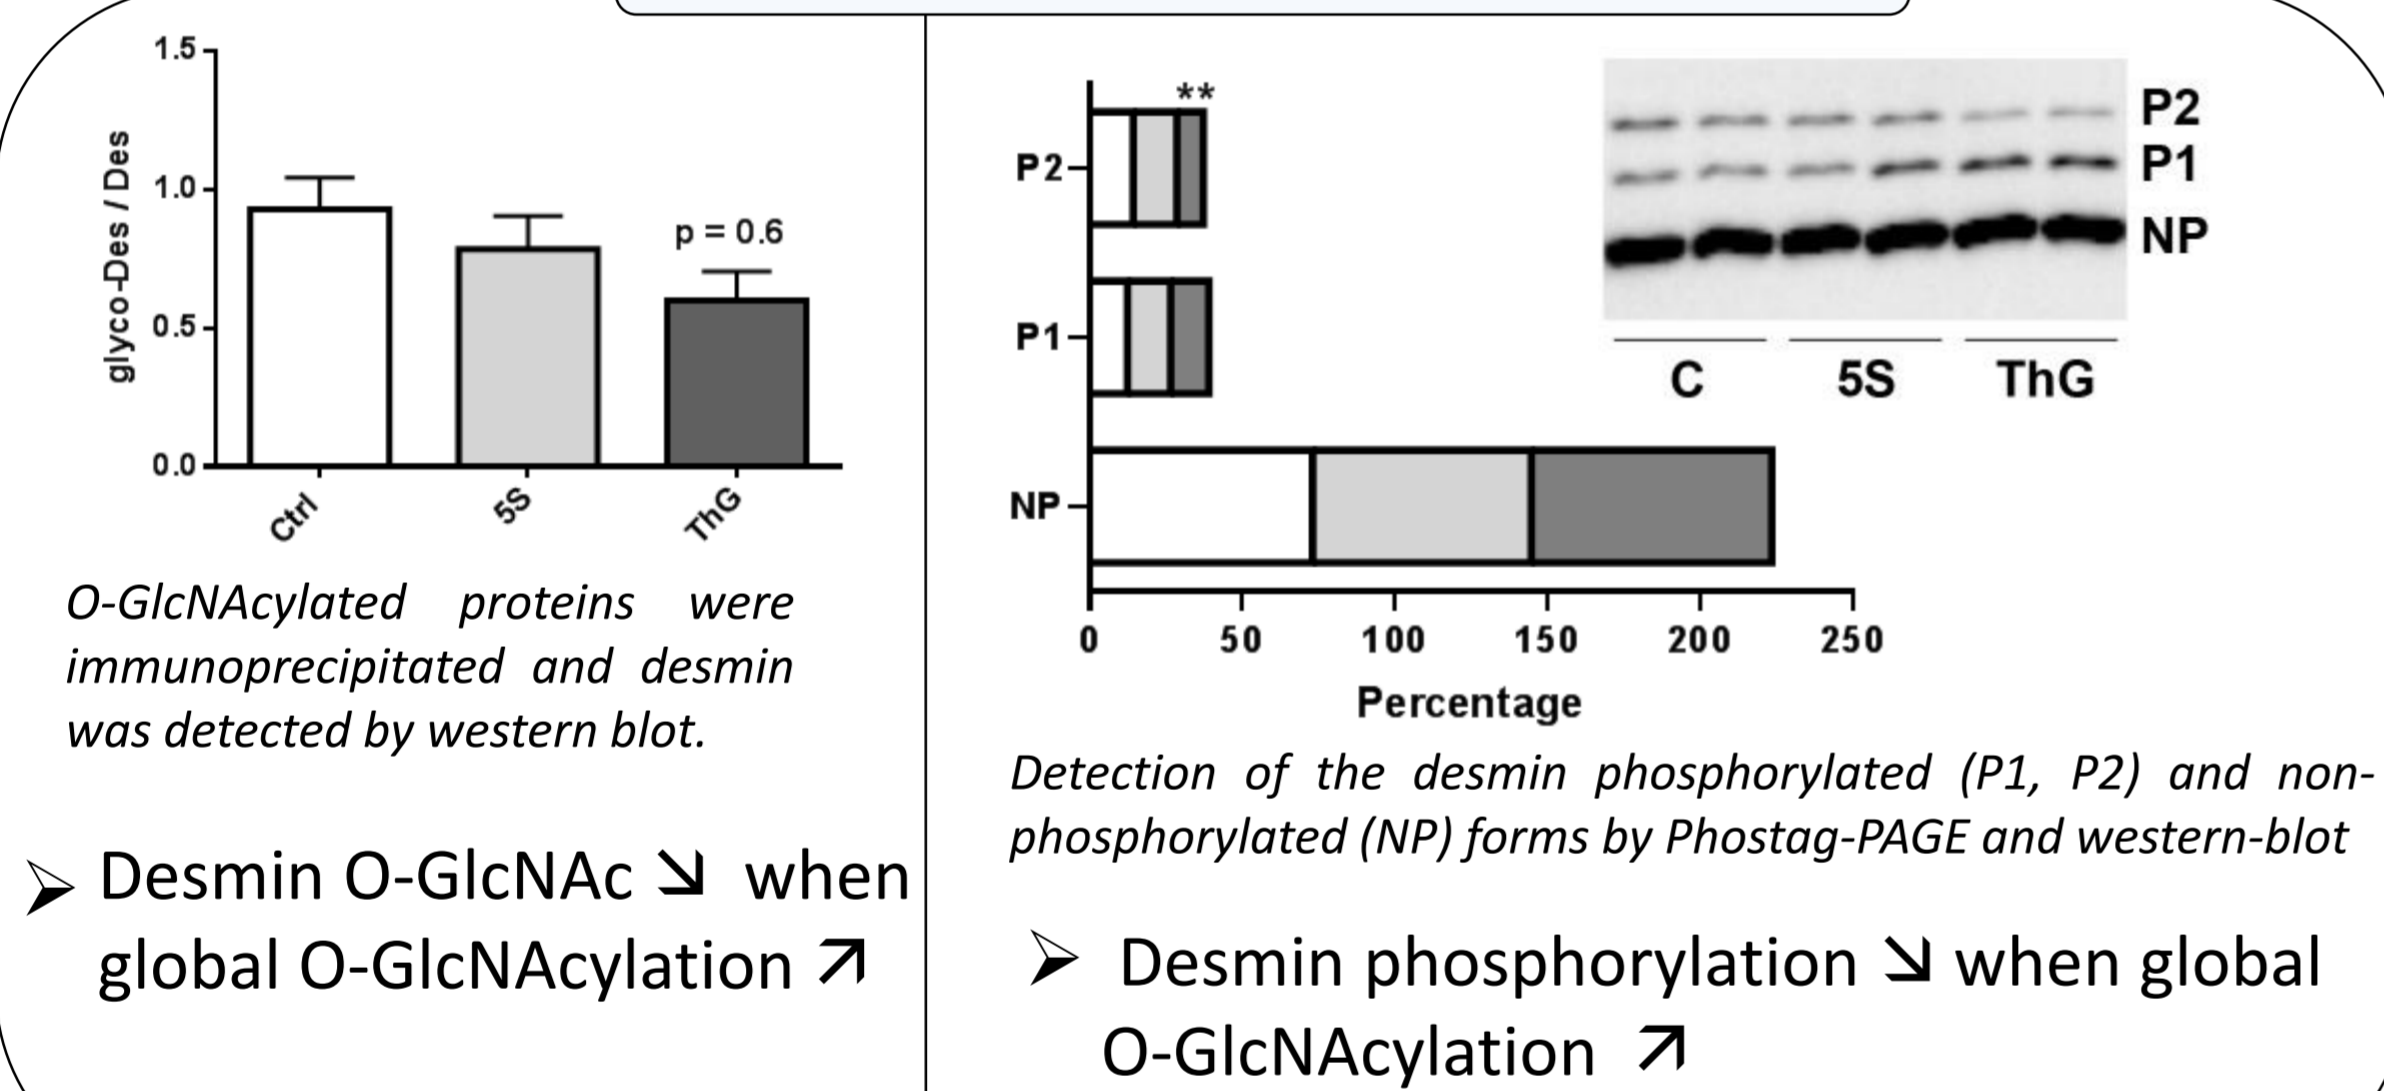 1.5
1.0
0.5
0.0
glyco-Des / Des
p = 0.6
Ctrl
5S
ThG
O-GlcNAcylated proteins were
immunoprecipitated and desmin
was detected by western blot.
➢ Desmin O-GlcNAc ↘ when
global O-GlcNAcylation ↗
**
P2
P1
NP
0 50 100 150 200 250
Percentage
P2
P1
NP
C 5S ThG
Detection of the desmin phosphorylated (P1, P2) and non-
phosphorylated (NP) forms by Phostag-PAGE and western-blot
➢ Desmin phosphorylation ↘ when global
O-GlcNAcylation ↗